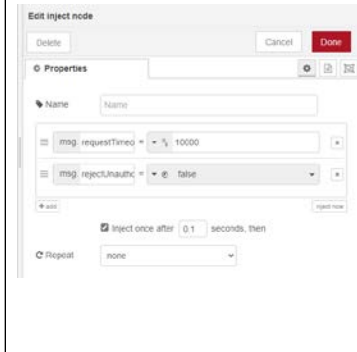 Edit inject node
Delete Cancel Done
Properties
Name Name
msg. requestTimeo = 10000
msg. rejectUnauthc = false
add inject now
Inject once after 0.1 seconds, then
Repeat none